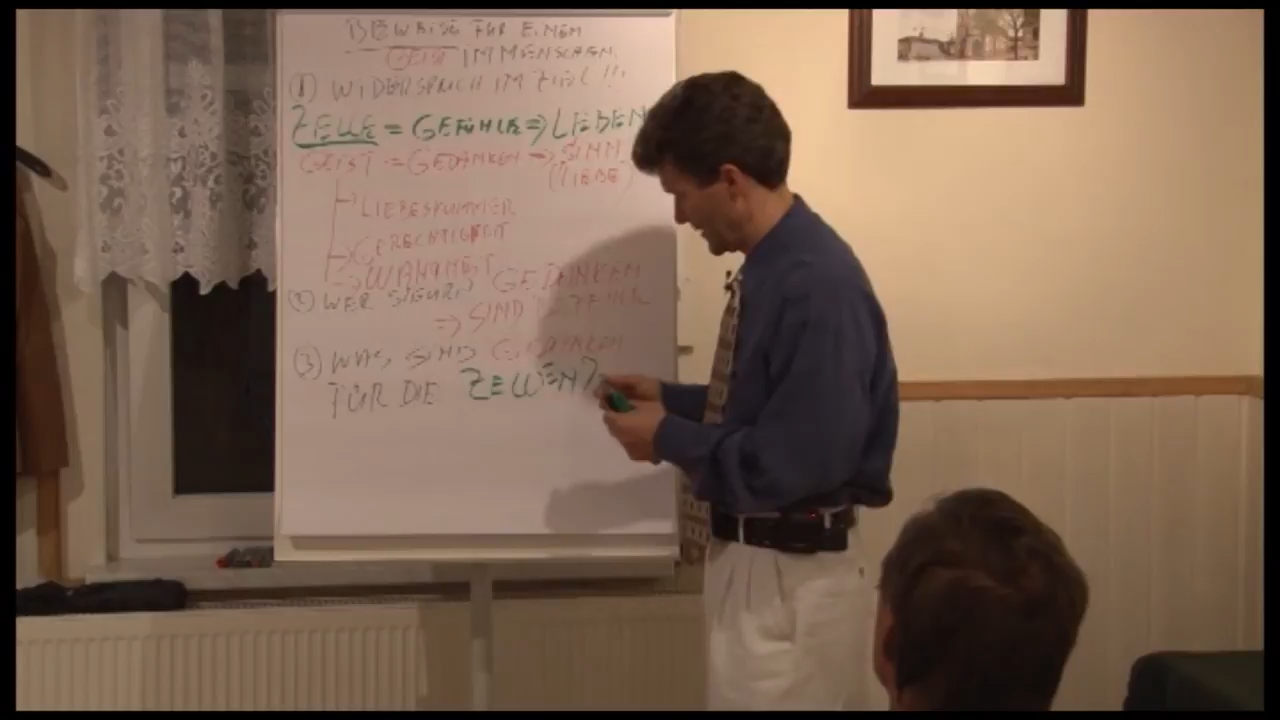 BEWEISE FÜR EINEN
GEIST IM MENSCHEN
(1) WIDERSPRUCH IM ZIEL!!!
ZELLE = GEFÜHLE => LIEBEN
GEIST = GEDANKEN => SINN
(LIEBE)
LIEBESKUMMER
GERECHTIGKEIT
WAHRHEIT
(2) WER SIEGT? GEDANKEN
=> SIND
(3) WAS SIND GEDANKEN
FÜR DIE ZELLEN?